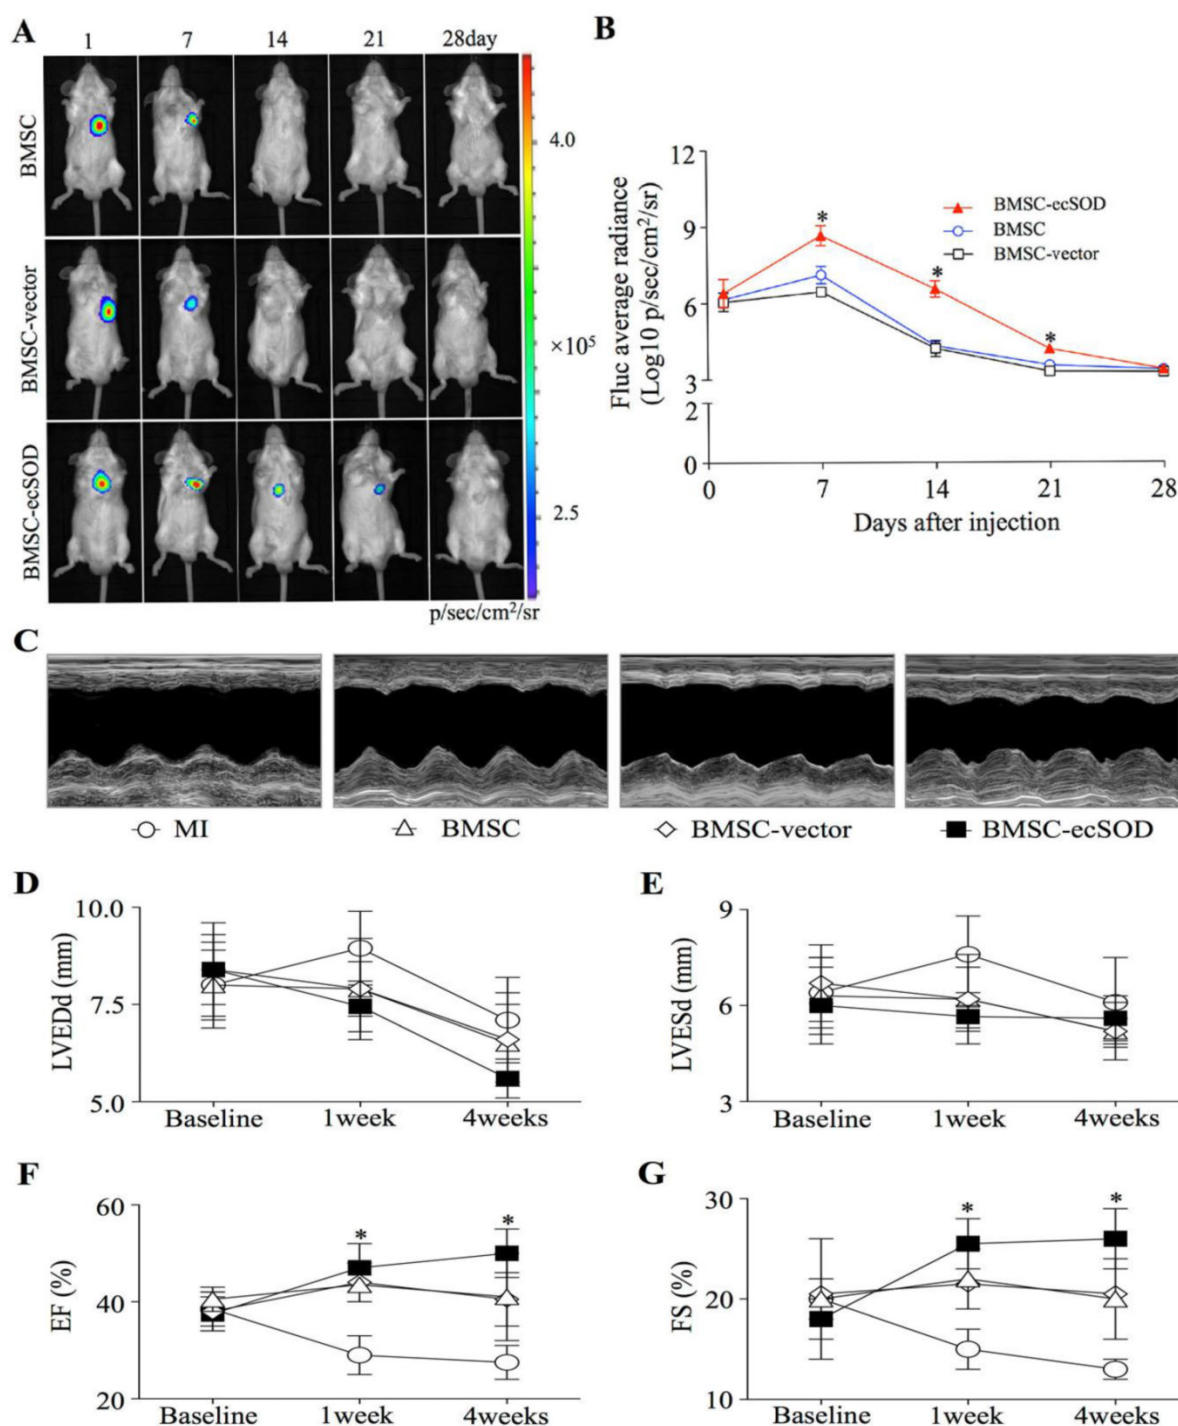 A
1 7 14 21 28day
BMSC
BMSC-vector
BMSC-ecSOD
4.0
×10⁵
2.5
p/sec/cm²/sr
B
Fluc average radiance
(Log10 p/sec/cm²/sr)
12
9
6
3
2
0
BMSC-ecSOD
BMSC
BMSC-vector
*
*
*
0 7 14 21 28
Days after injection
C
MI BMSC BMSC-vector BMSC-ecSOD
D
LVEDd (mm)
10.0
7.5
5.0
Baseline 1week 4weeks
E
LVESd (mm)
9
6
3
Baseline 1week 4weeks
F
EF (%)
60
40
20
* *
Baseline 1week 4weeks
G
FS (%)
30
20
10
* *
Baseline 1week 4weeks